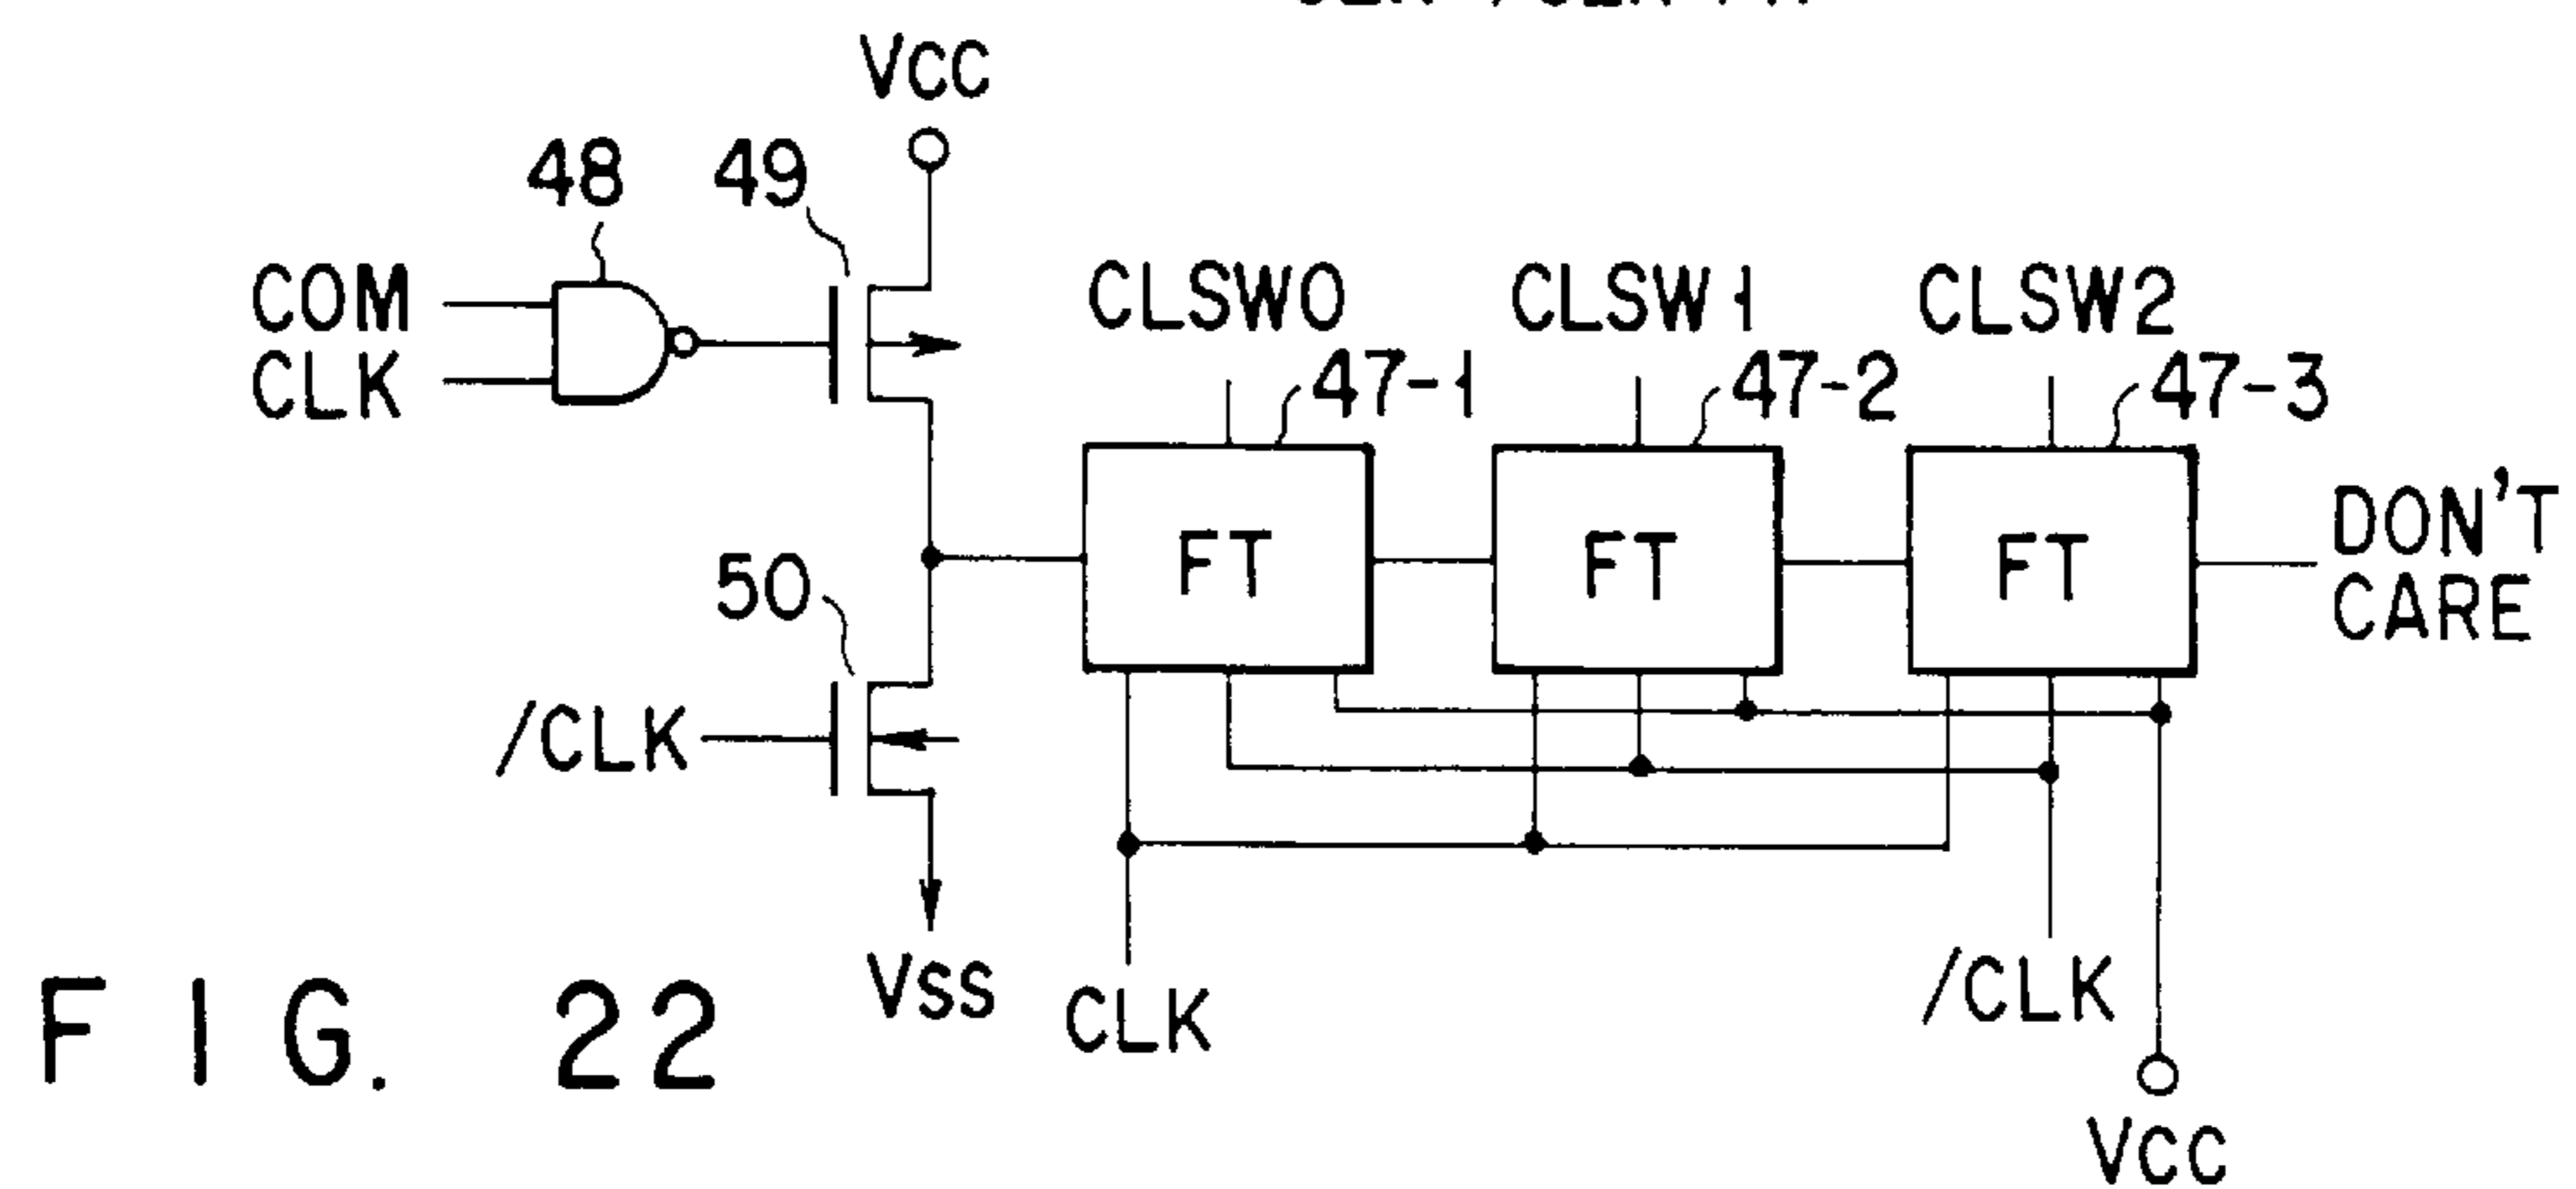 VCC
48
49
COM
CLK
CLSW0
CLSW1
CLSW2
47-1
47-2
47-3
FT
FT
FT
DON'T
CARE
50
/CLK
VSS
CLK
/CLK
VCC
FIG. 22